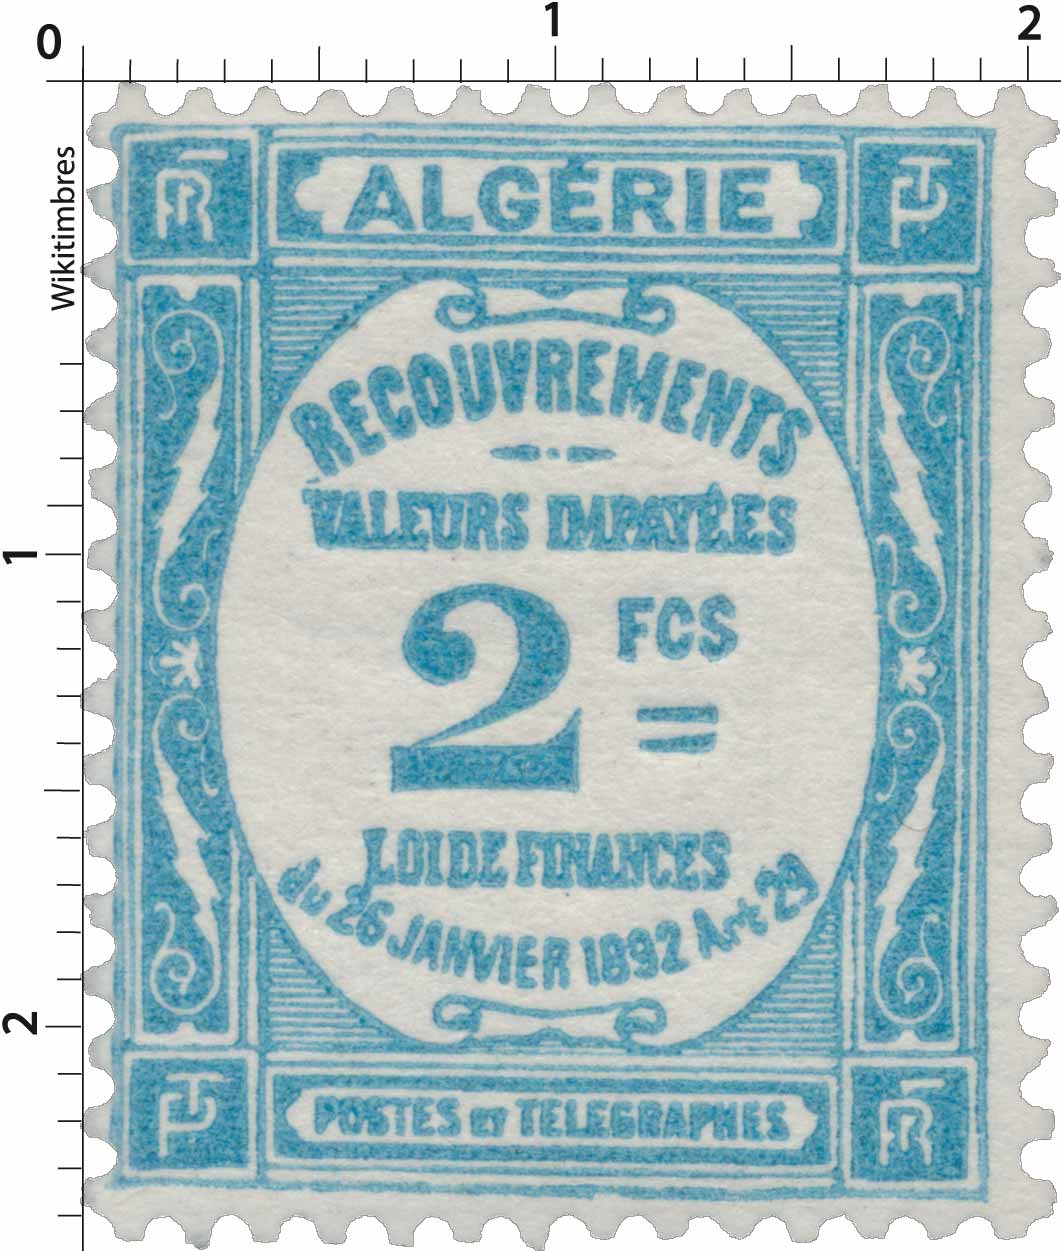 0 1 2
Wikitimbres
RF ALGÉRIE PT
RECOUVREMENTS
VALEURS IMPAYÉES
1
2 FCS
=
LOI DE FINANCES
du 26 JANVIER 1892 Art 29
2
PT POSTES ET TELEGRAPHES RF